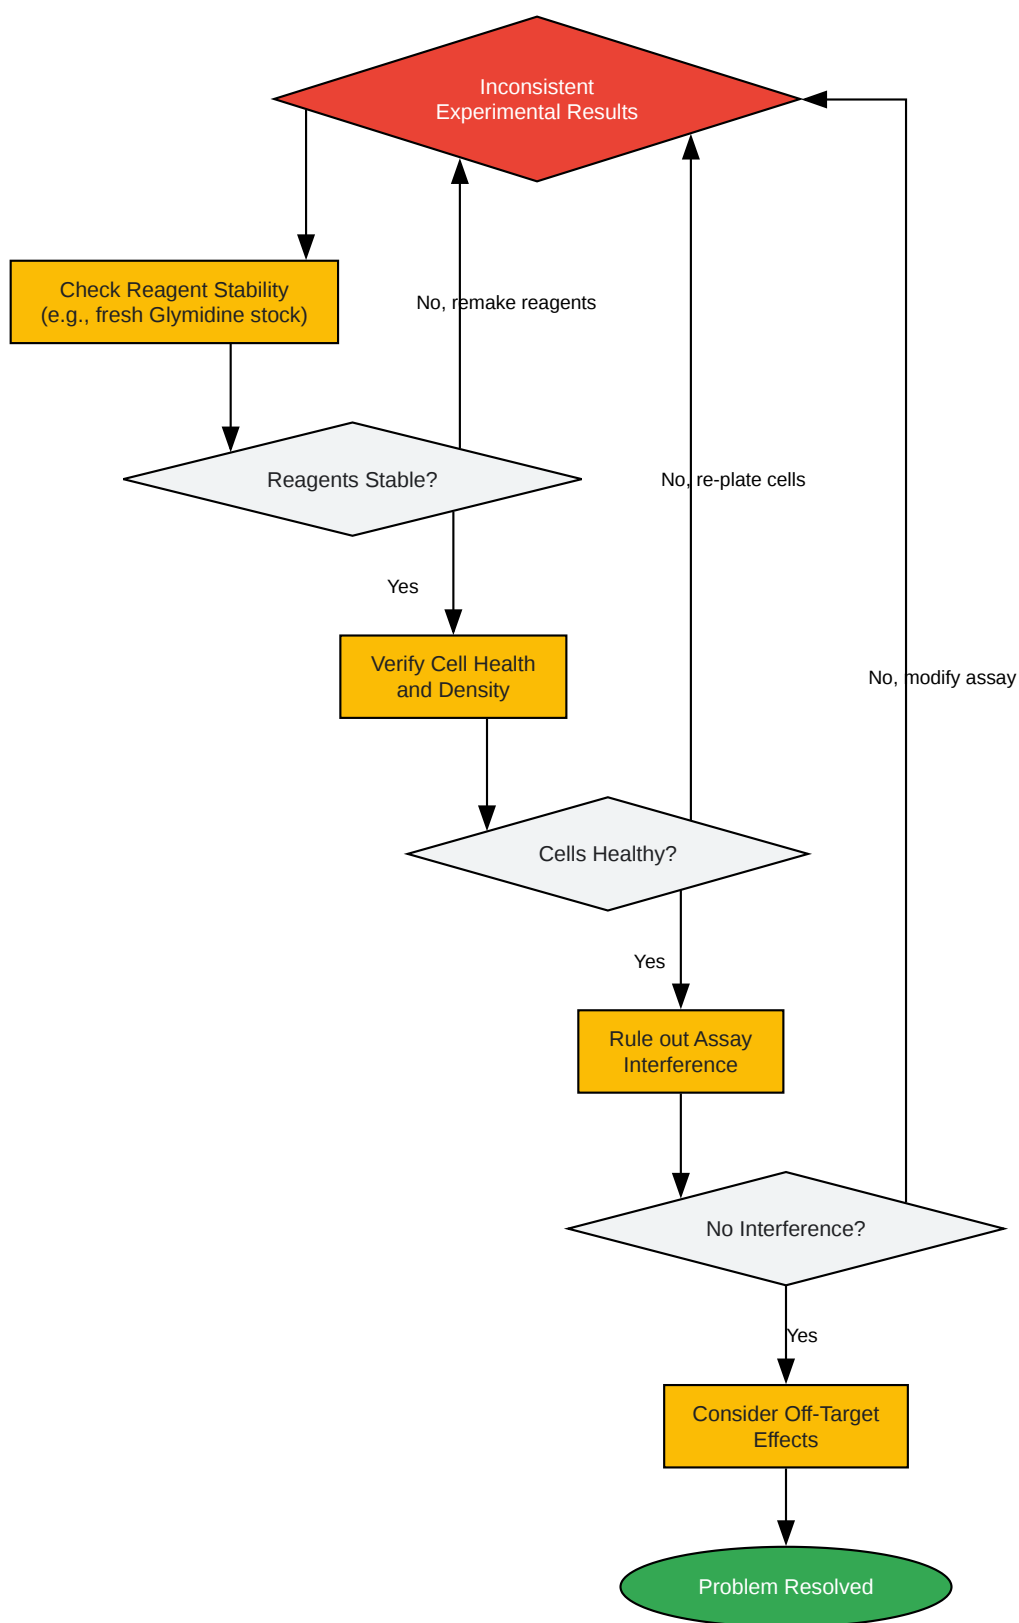 Inconsistent
Experimental Results
Check Reagent Stability
(e.g., fresh Glymidine stock)
No, remake reagents
Reagents Stable?
No, re-plate cells
Yes
Verify Cell Health
and Density
No, modify assay
Cells Healthy?
Yes
Rule out Assay
Interference
No Interference?
Yes
Consider Off-Target
Effects
Problem Resolved